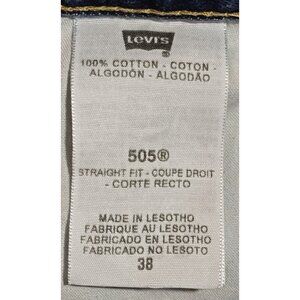 Levi's
®
100% COTTON - COTON -
ALGODÓN - ALGODÃO
505®
STRAIGHT FIT - COUPE DROIT
- CORTE RECTO
MADE IN LESOTHO
FABRIQUE AU LESOTHO
FABRICADO EN LESOTHO
FABRICADO NO LESOTO
38